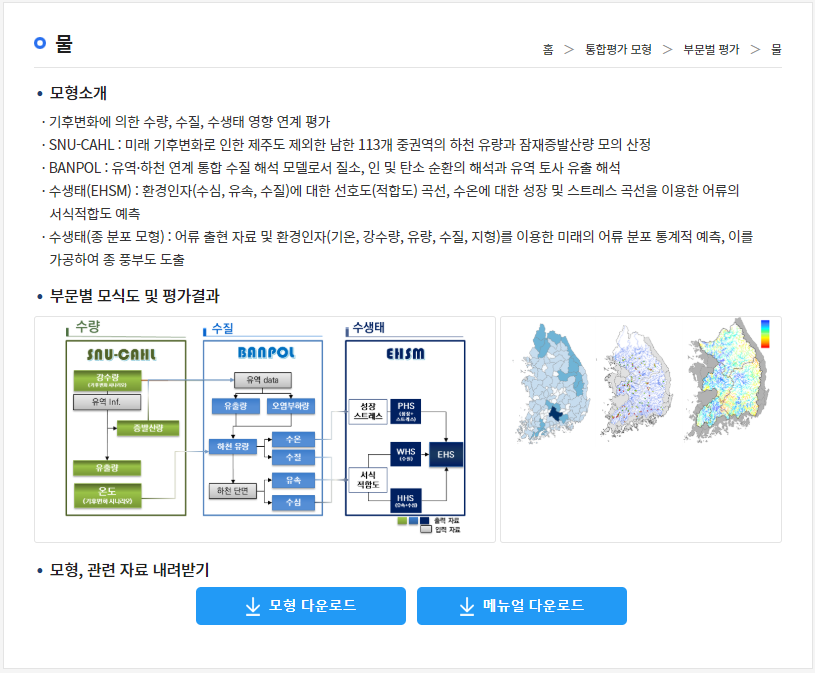 물
홈 > 통합평가 모형 > 부문벌 평가 > 물
• 모형소개
· 기후변화에 의한 수량, 수질, 수생태 영향 연계 평가
· SNU-CAHL : 미래 기후변화로 인한 제주도 제외한 남한 113개 중권역의 하천 유량과 잠재증발산량 모의 산정
· BANPOL : 유역·하천 연계 통합 수질 해석 모델로서 질소, 인 및 탄소 순환의 해석과 유역 토사 유출 해석
· 수생태(EHSM) : 환경인자(수심, 유속, 수질)에 대한 선호도(적합도) 곡선, 수온에 대한 성장 및 스트레스 곡선을 이용한 어류의
서식적합도 예측
· 수생태(종 분포 모형) : 어류 출현 자료 및 환경인자(기온, 강수량, 유량, 수질, 지형)를 이용한 미래의 어류 분포 통계적 예측, 이를
가공하여 종 풍부도 도출
• 부문별 모식도 및 평가결과
수량
SNU-CAHL
강수량
(기후변화 시나리오)
유역 Inf.
증발산량
유출량
온도
(기후변화 시나리오)
수질
BANPOL
유역 data
유출량
오염부하량
하천 유량
수온
수질
하천 단면
유속
수심
수생태
EHSM
성장
스트레스
PHS
(성장+
스트레스)
WHS
(수질)
EHS
서식
적합도
HHS
(유속+수심)
출력 자료
입력 자료
• 모형, 관련 자료 내려받기
모형 다운로드
메뉴얼 다운로드